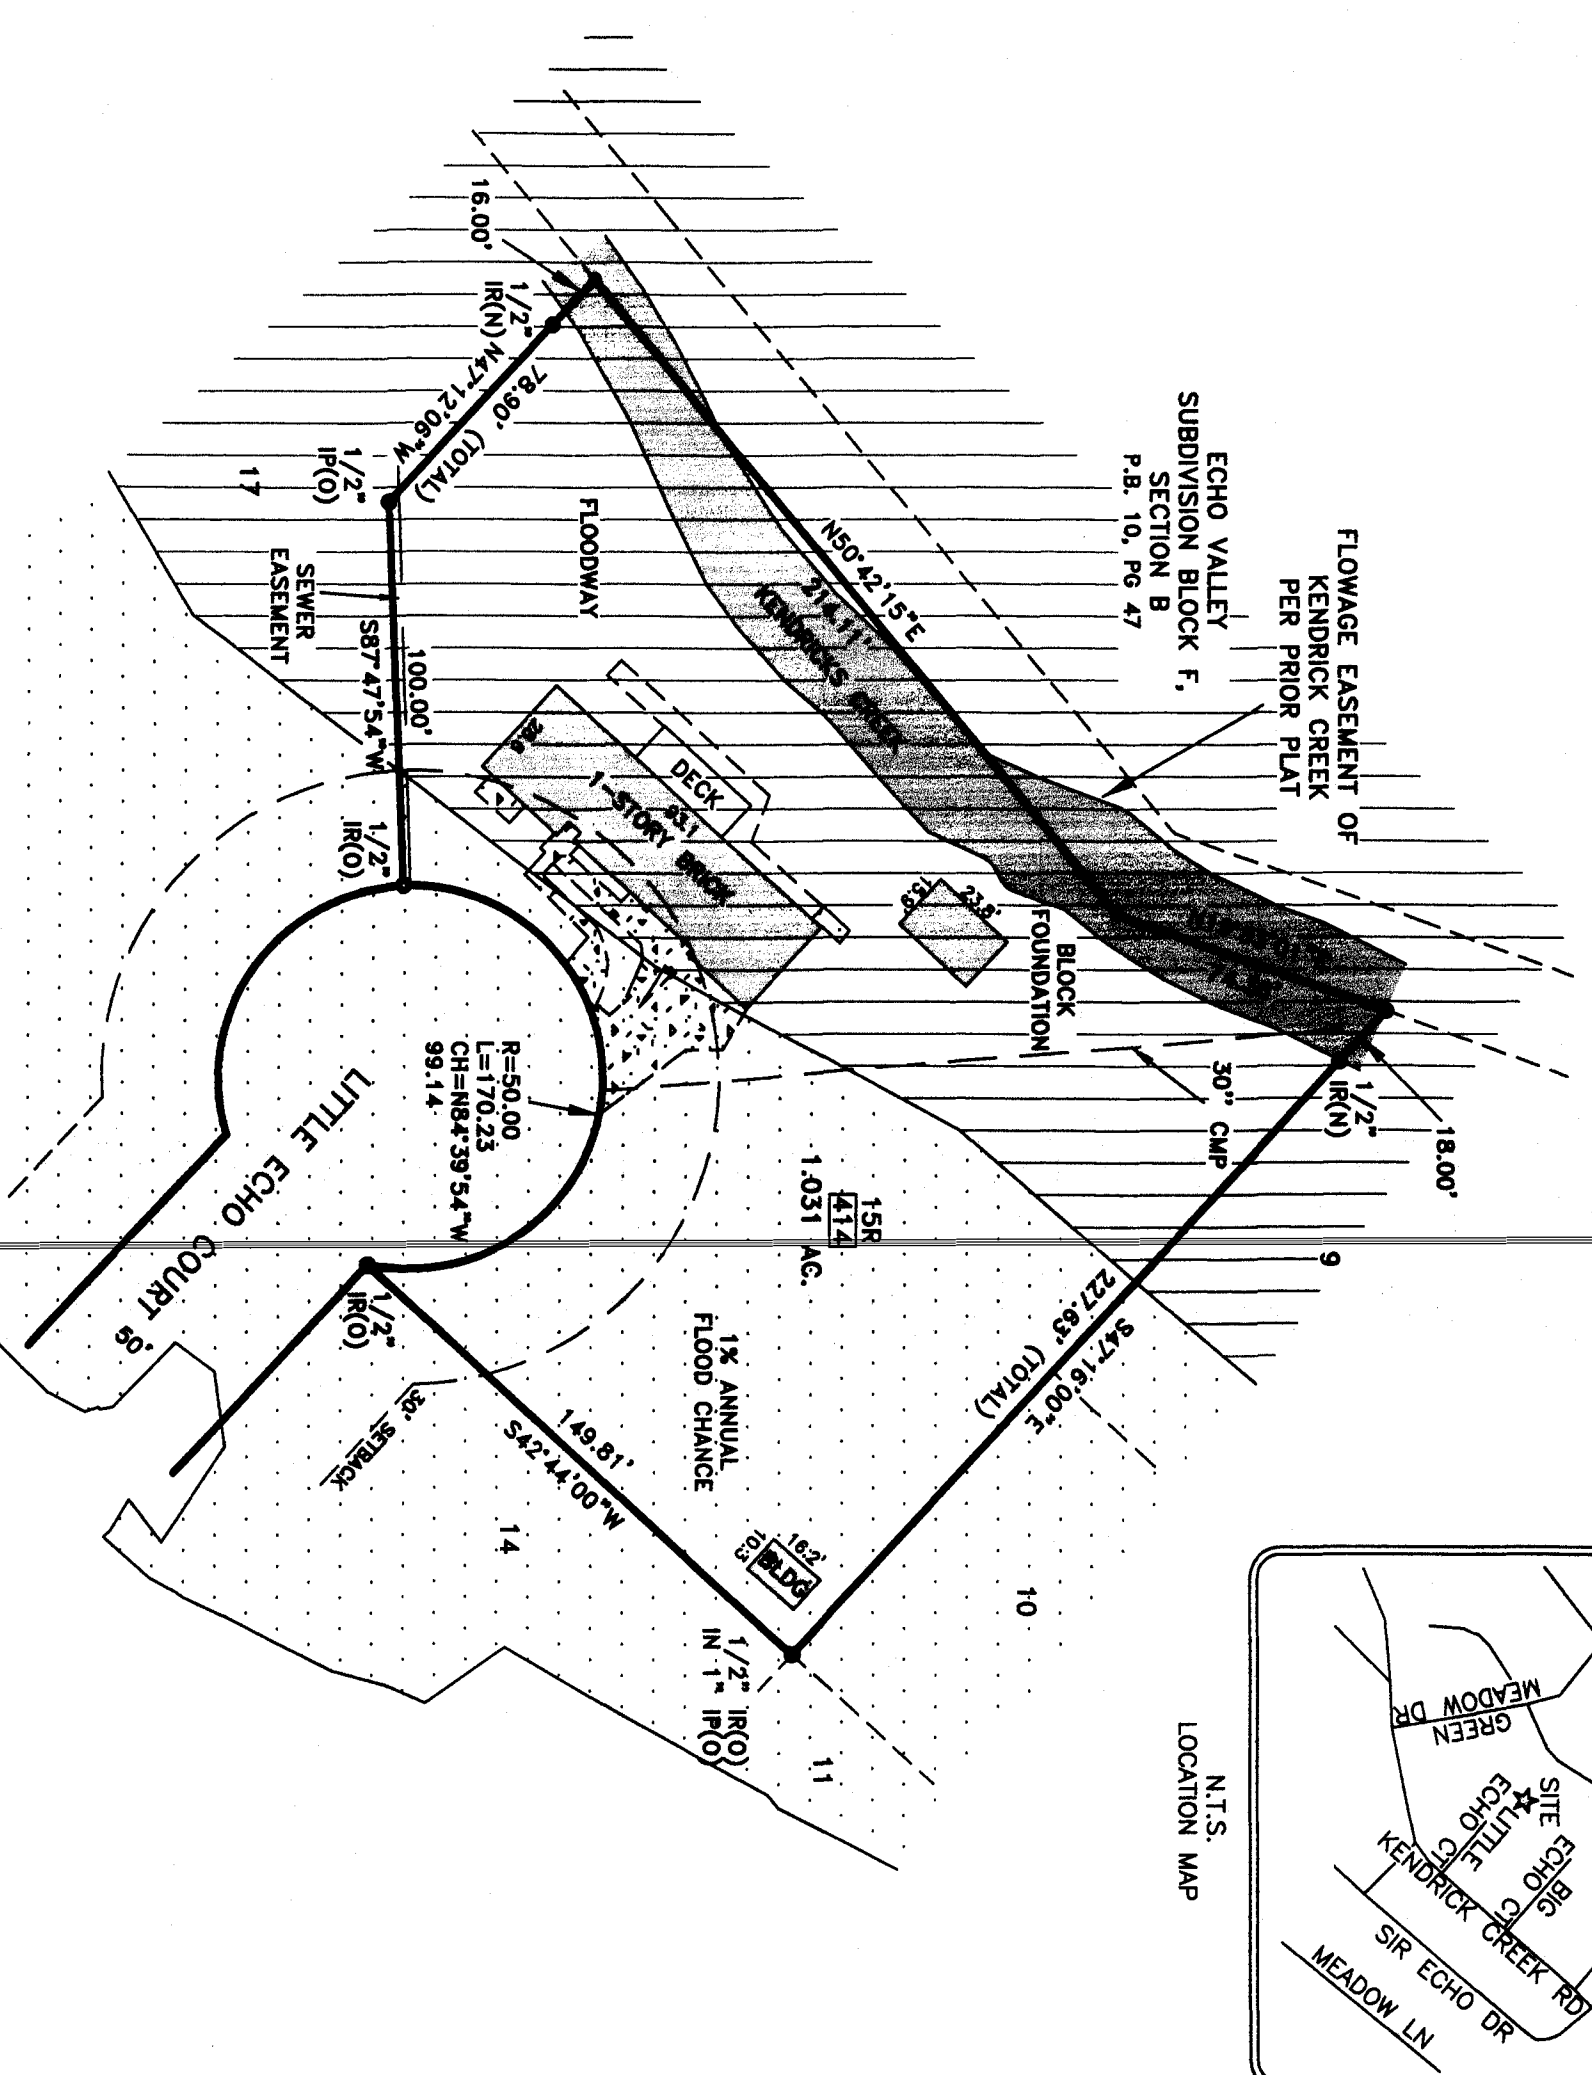 FLOWAGE EASEMENT OF
KENDRICK CREEK
PER PRIOR PLAT
ECHO VALLEY
SUBDIVISION BLOCK F,
SECTION B
P.B. 10, PG 47
16.00'
1/2"
IR(N)
N47°12'06"W
78.90' (TOTAL)
1/2"
IP(O)
17
FLOODWAY
SEWER
EASEMENT
100.00'
S87°47'54"W
1/2"
IR(O)
N50°42'15"E
214.11'
KENDRICKS CREEK
DECK
93.1
1-STORY BRICK
28.6
23.8'
15.9'
BLOCK
FOUNDATION
30" CMP
1/2"
IR(N)
18.00'
9
R=50.00
L=170.23
CH=N84°39'54"W
99.14
LITTLE ECHO COURT
50'
15R
414
1.031 AC.
1% ANNUAL
FLOOD CHANCE
S47°16'00"E
227.63' (TOTAL)
1/2"
IR(O)
30' SETBACK
149.81'
S42°44'00"W
14
16.2'
10.3
BLDG
10
1/2" IR(O)
IN 1" IP(O)
11
N.T.S.
LOCATION MAP
GREEN
MEADOW DR
SITE
LITTLE
ECHO CT
BIG
ECHO CT
KENDRICK CREEK RD
SIR ECHO DR
MEADOW LN